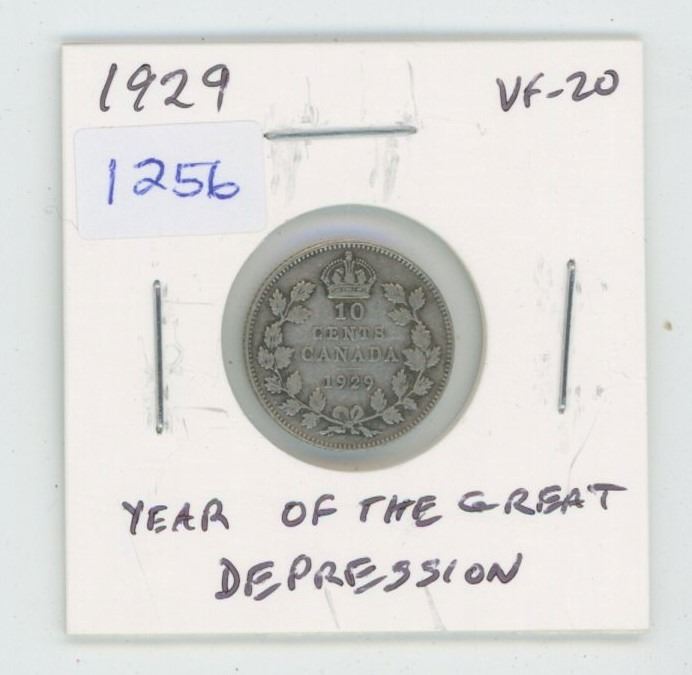 1929
VF-20
1256
10
CENTS
CANADA
1929
YEAR OF THE GREAT
DEPRESSION